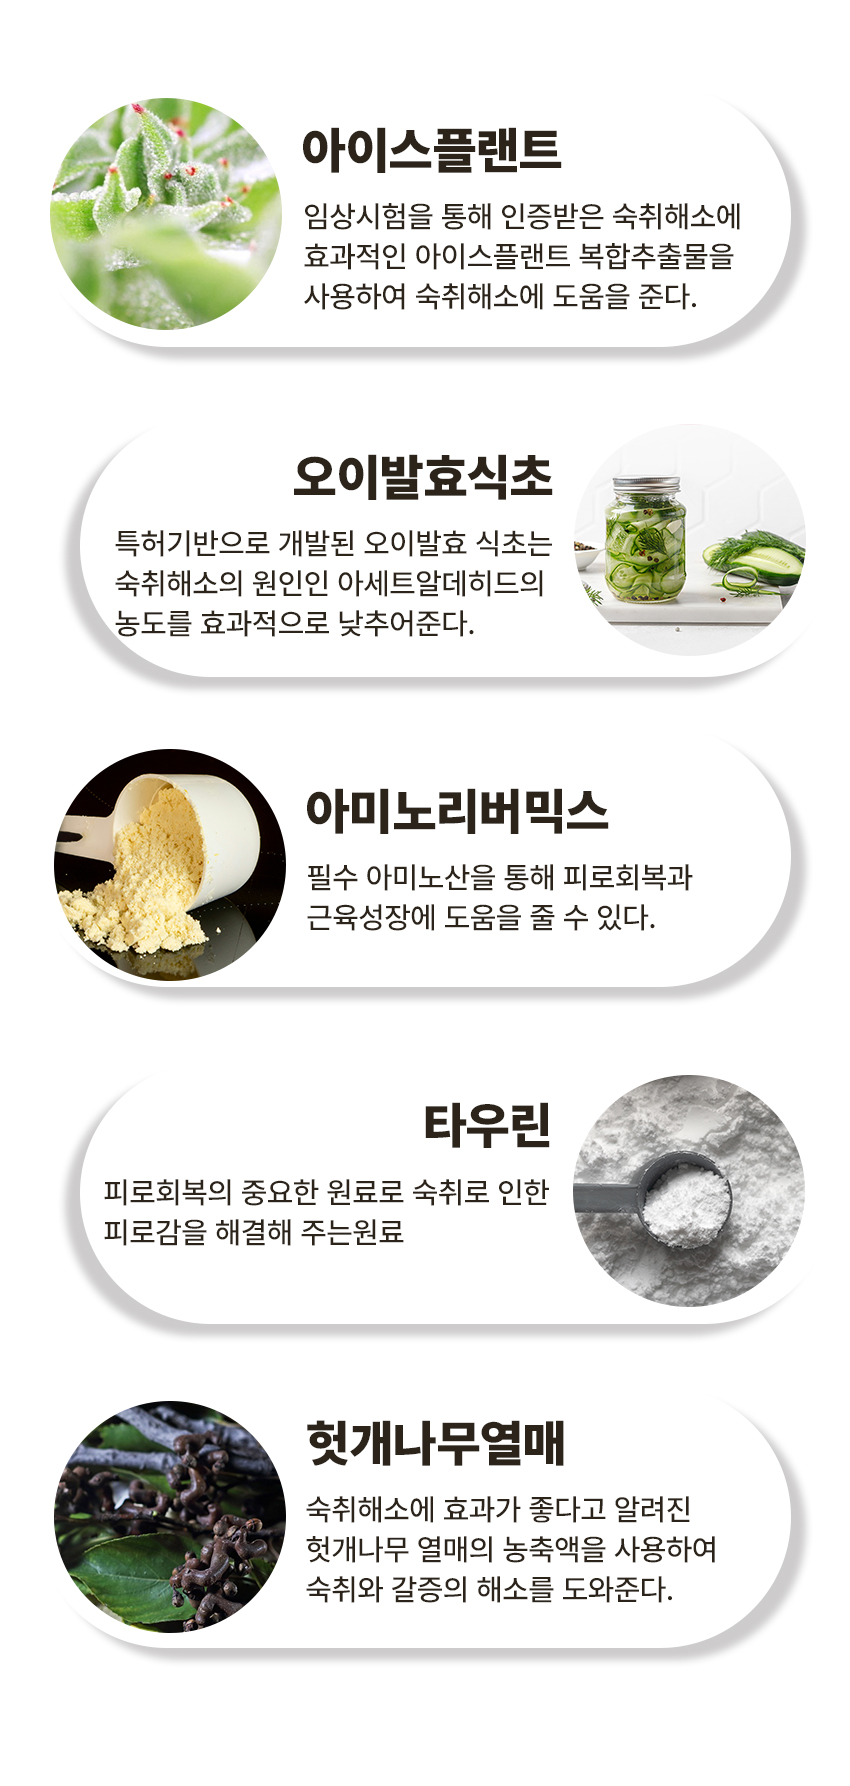 아이스플랜트
임상시험을 통해 인증받은 숙취해소에
효과적인 아이스플랜트 복합추출물을
사용하여 숙취해소에 도움을 준다.
오이발효식초
특허기반으로 개발된 오이발효 식초는
숙취해소의 원인인 아세트알데히드의
농도를 효과적으로 낮추어준다.
아미노리버믹스
필수 아미노산을 통해 피로회복과
근육성장에 도움을 줄 수 있다.
타우린
피로회복의 중요한 원료로 숙취로 인한
피로감을 해결해 주는원료
헛개나무열매
숙취해소에 효과가 좋다고 알려진
헛개나무 열매의 농축액을 사용하여
숙취와 갈증의 해소를 도와준다.